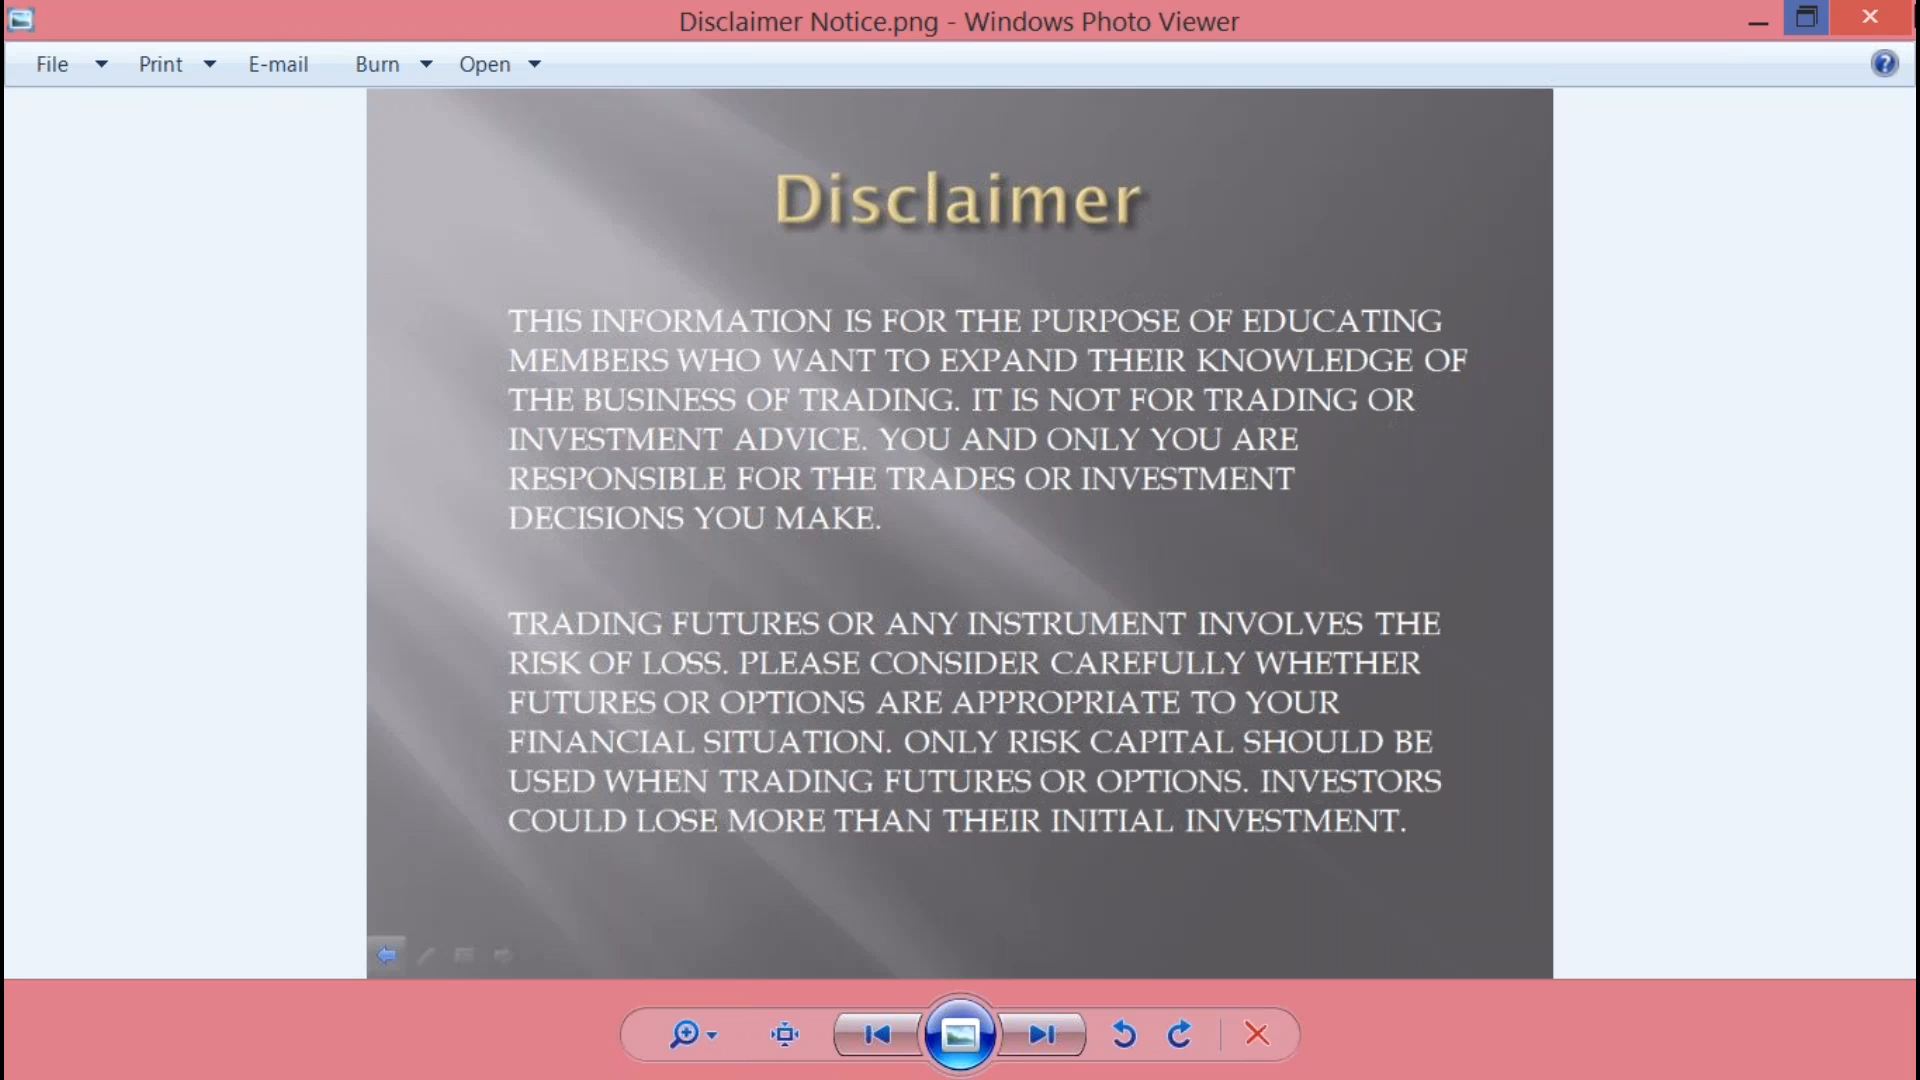 Disclaimer Notice.png - Windows Photo Viewer
File Print E-mail Burn Open
Disclaimer
THIS INFORMATION IS FOR THE PURPOSE OF EDUCATING
MEMBERS WHO WANT TO EXPAND THEIR KNOWLEDGE OF
THE BUSINESS OF TRADING. IT IS NOT FOR TRADING OR
INVESTMENT ADVICE. YOU AND ONLY YOU ARE
RESPONSIBLE FOR THE TRADES OR INVESTMENT
DECISIONS YOU MAKE.
TRADING FUTURES OR ANY INSTRUMENT INVOLVES THE
RISK OF LOSS. PLEASE CONSIDER CAREFULLY WHETHER
FUTURES OR OPTIONS ARE APPROPRIATE TO YOUR
FINANCIAL SITUATION. ONLY RISK CAPITAL SHOULD BE
USED WHEN TRADING FUTURES OR OPTIONS. INVESTORS
COULD LOSE MORE THAN THEIR INITIAL INVESTMENT.